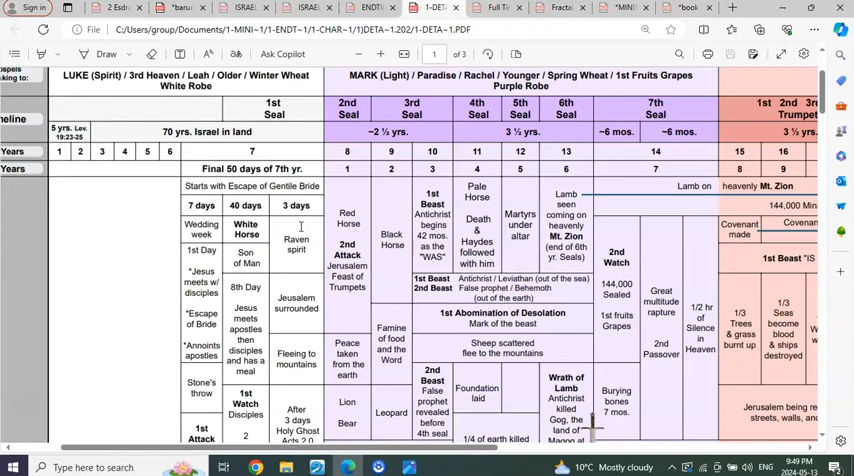 Sign in
2 Esdra
*baruc
ISRAEL
ISRAEL
ENDTIN
1-DETA
Full Tir
Fractal
*MINIS
*book
File C:/Users/group/Documents/1-MINI~1/1-ENDT~1/1-CHAR~1/1)DETA~1.202/1-DETA~1.PDF
Draw
Ask Copilot
1 of 3
ospels
king to:
LUKE (Spirit) / 3rd Heaven / Leah / Older / Winter Wheat
White Robe
MARK (Light) / Paradise / Rachel / Younger / Spring Wheat / 1st Fruits Grapes
Purple Robe
meline
1st
Seal
2nd
Seal
3rd
Seal
4th
Seal
5th
Seal
6th
Seal
7th
Seal
1st 2nd 3r
Trumpet
5 yrs. Lev.
19:23-25
70 yrs. Israel in land
~2 ½ yrs.
3 ½ yrs.
~6 mos.
~6 mos.
3 ½ yrs.
Years
1 2 3 4 5 6 7 8 9 10 11 12 13 14 15 16
Years
Final 50 days of 7th yr.
1 2 3 4 5 6 7 8 9
Starts with Escape of Gentile Bride
7 days
40 days
3 days
Wedding
week
1st Day
*Jesus
meets w/
disciples
*Escape
of Bride
*Annoints
apostles
Stone's
throw
1st
Attack
White
Horse
Son
of Man
8th Day
Jesus
meets
apostles
then
disciples
and has a
meal
1st
Watch
Disciples
2
Raven
spirit
Jeusalem
surrounded
Fleeing to
mountains
After
3 days
Holy Ghost
Acts 2.0
Red
Horse
2nd
Attack
Jerusalem
Feast of
Trumpets
Peace
taken
from the
earth
Lion
Bear
Black
Horse
Famine
of food
and the
Word
Leopard
1st
Beast
Antichrist
begins
42 mos.
as the
"WAS"
Pale
Horse
Death
&
Haydes
followed
with him
Martyrs
under
altar
Lamb
seen
coming on
heavenly
Mt. Zion
(end of 6th
yr. Seals)
1st Beast Antichrist / Leviathan (out of the sea)
2nd Beast False prophet / Behemoth
(out of the earth)
1st Abomination of Desolation
Mark of the beast
Sheep scattered
flee to the mountains
2nd
Beast
False
prophet
revealed
before
4th seal
Foundation
laid
1/4 of earth killed
Wrath of
Lamb
Antichrist
killed
Gog, the
land of
Magog at
Lamb on heavenly Mt. Zion
2nd
Watch
144,000
Sealed
1st fruits
Grapes
Burying
bones
7 mos.
Great
multitude
rapture
2nd
Passover
1/2 hr
of
Silence
in
Heaven
144,000 Min
Covenant
made
Covenan
1st Beast "IS
1/3
Trees
& grass
burnt up
1/3
Seas
become
blood
& ships
destroyed
Jerusalem being re
streets, walls, and
Type here to search
10°C Mostly cloudy
9:49 PM
2024-05-13